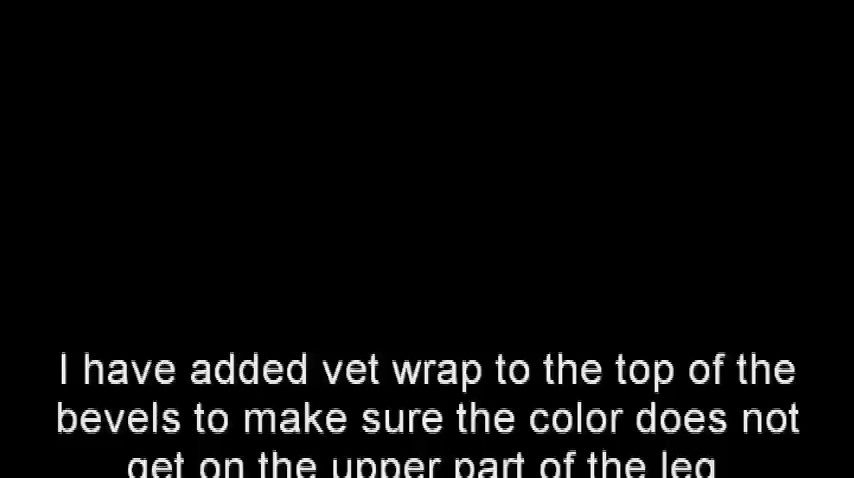 I have added vet wrap to the top of the
bevels to make sure the color does not
get on the upper part of the leg